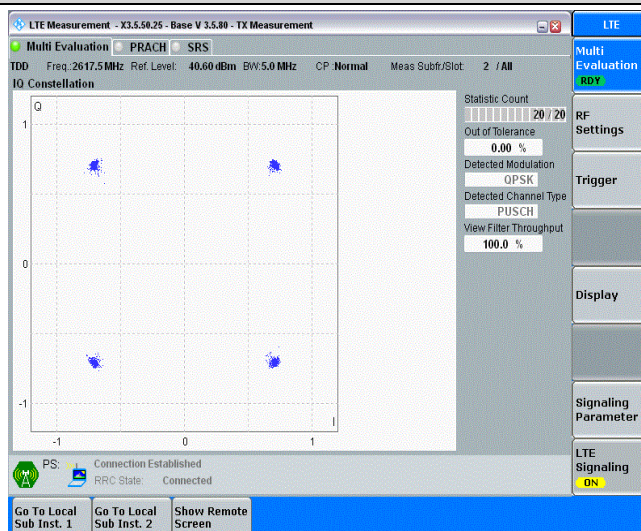 LTE Measurement - X3.5.50.25 - Base V 3.5.80 - TX Measurement
LTE
Multi Evaluation PRACH SRS
TDD Freq.:2617.5 MHz Ref. Level: 40.60 dBm BW:5.0 MHz CP :Normal Meas Subfr./Slot: 2 / All
IQ Constellation
Q
1
0
-1
-1 0 1
I
Statistic Count
20 / 20
Out of Tolerance
0.00 %
Detected Modulation
QPSK
Detected Channel Type
PUSCH
View Filter Throughput
100.0 %
Multi
Evaluation
RDY
RF
Settings
Trigger
Display
Signaling
Parameter
LTE
Signaling
ON
PS: Connection Established
RRC State: Connected
Go To Local
Sub Inst. 1
Go To Local
Sub Inst. 2
Show Remote
Screen